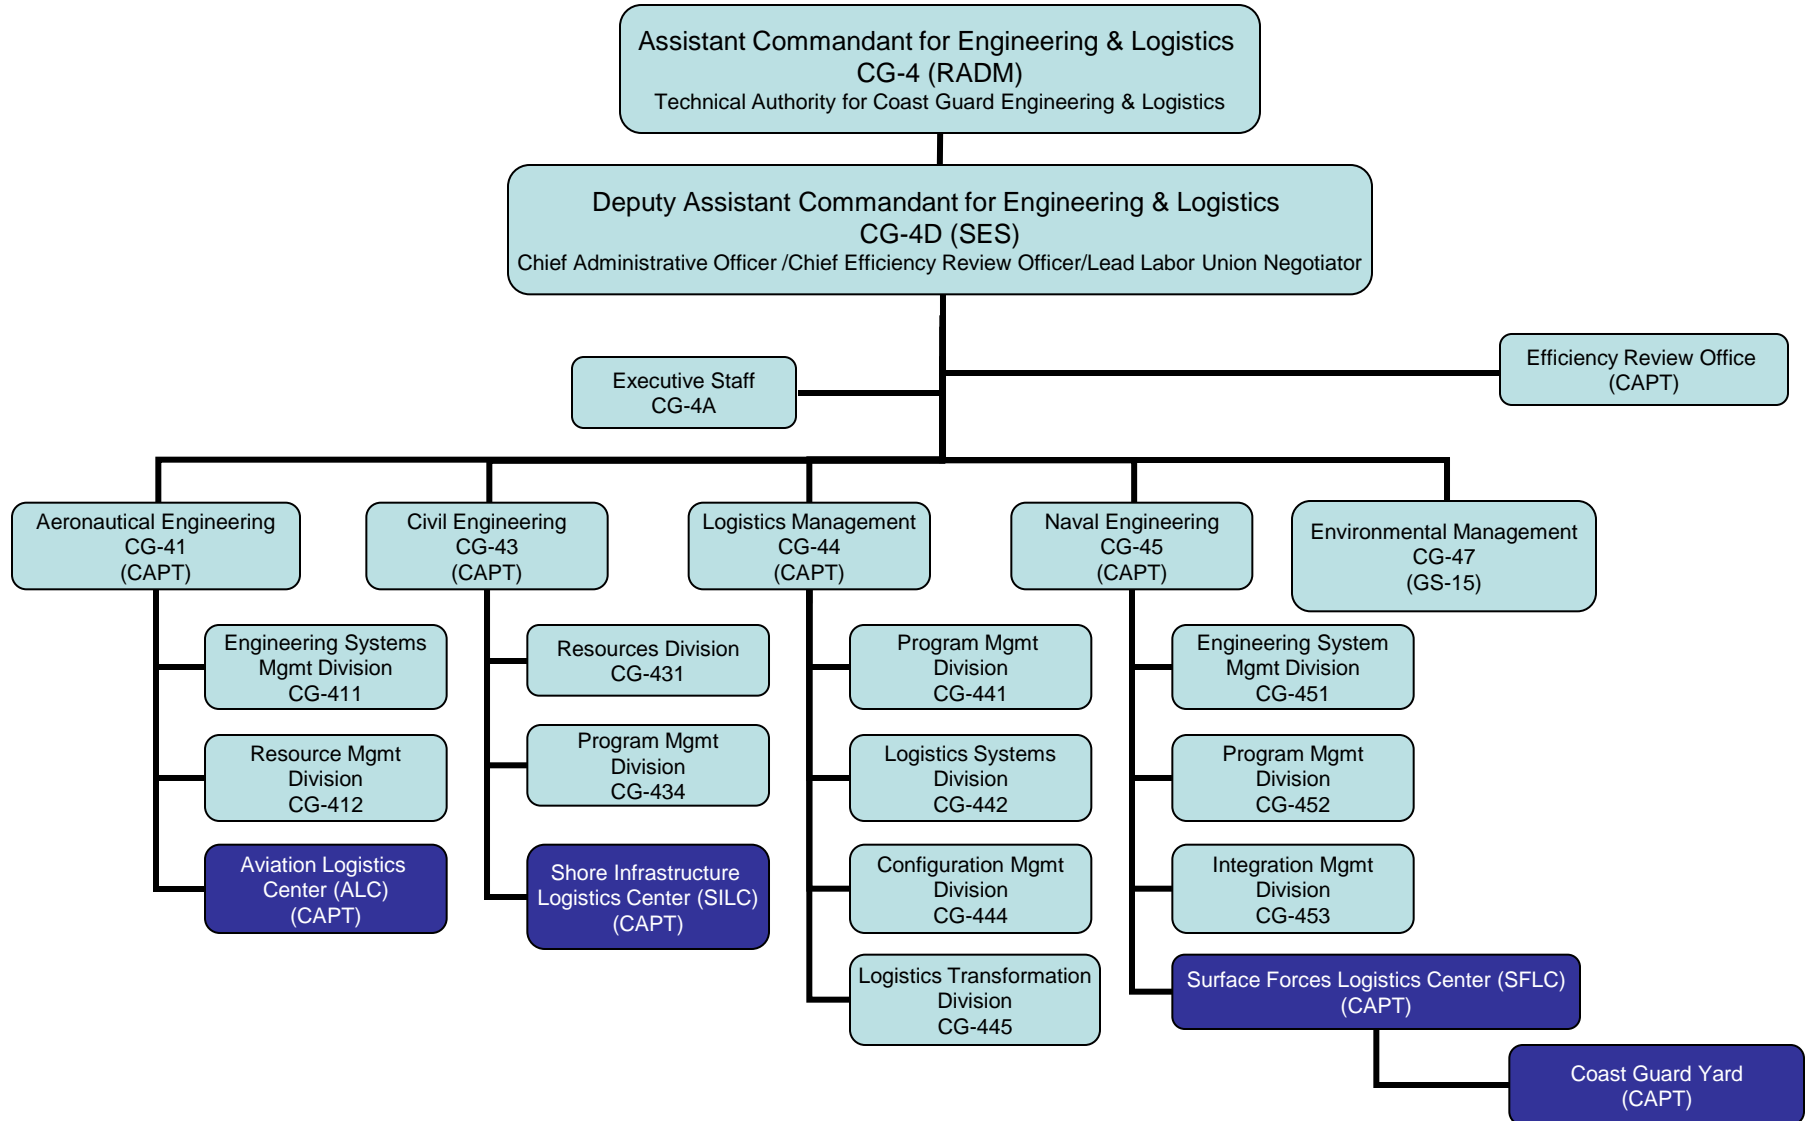 Assistant Commandant for Engineering & Logistics
CG-4 (RADM)
Technical Authority for Coast Guard Engineering & Logistics
Deputy Assistant Commandant for Engineering & Logistics
CG-4D (SES)
Chief Administrative Officer /Chief Efficiency Review Officer/Lead Labor Union Negotiator
Executive Staff
CG-4A
Efficiency Review Office
(CAPT)
Aeronautical Engineering
CG-41
(CAPT)
Civil Engineering
CG-43
(CAPT)
Logistics Management
CG-44
(CAPT)
Naval Engineering
CG-45
(CAPT)
Environmental Management
CG-47
(GS-15)
Engineering Systems
Mgmt Division
CG-411
Resource Mgmt
Division
CG-412
Aviation Logistics
Center (ALC)
(CAPT)
Resources Division
CG-431
Program Mgmt
Division
CG-434
Shore Infrastructure
Logistics Center (SILC)
(CAPT)
Program Mgmt
Division
CG-441
Logistics Systems
Division
CG-442
Configuration Mgmt
Division
CG-444
Logistics Transformation
Division
CG-445
Engineering System
Mgmt Division
CG-451
Program Mgmt
Division
CG-452
Integration Mgmt
Division
CG-453
Surface Forces Logistics Center (SFLC)
(CAPT)
Coast Guard Yard
(CAPT)